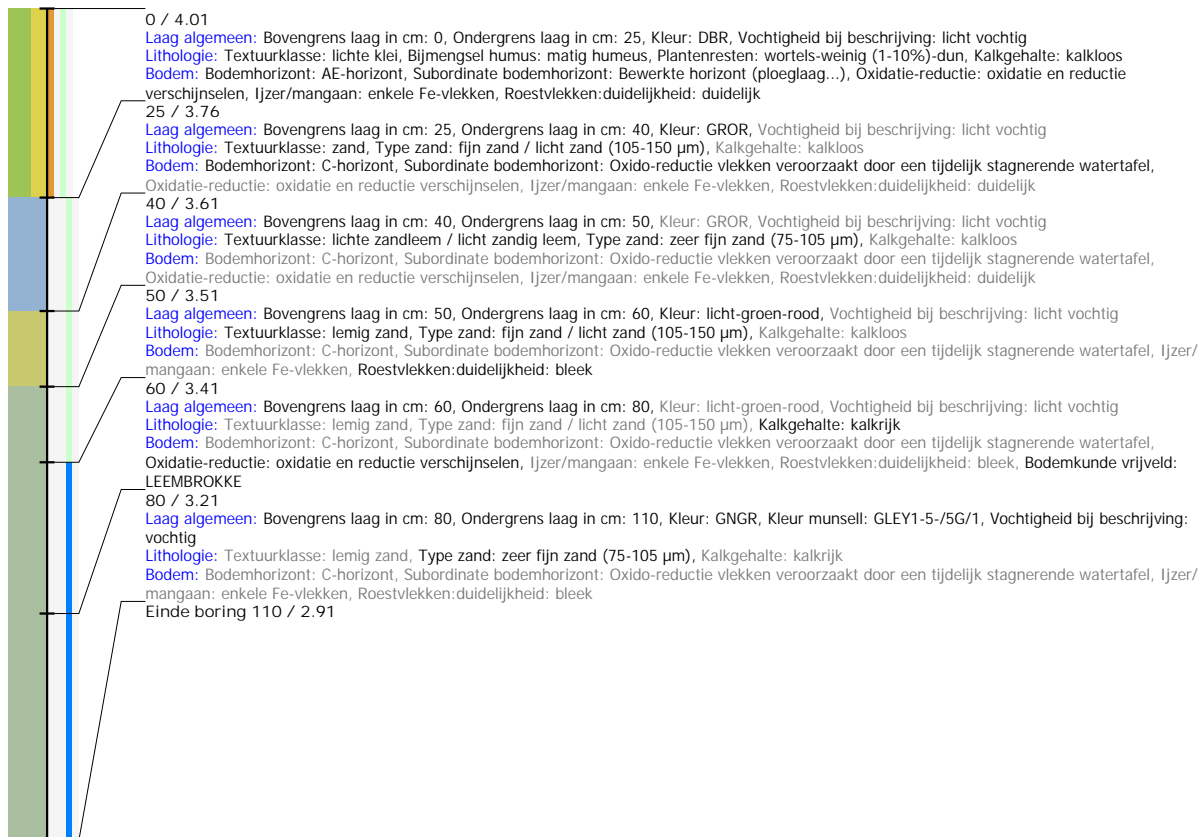 0 / 4.01
Laag algemeen: Bovengrens laag in cm: 0, Ondergrens laag in cm: 25, Kleur: DBR, Vochtigheid bij beschrijving: licht vochtig
Lithologie: Textuurklasse: lichte klei, Bijmengsel humus: matig humeus, Plantenresten: wortels-weinig (1-10%)-dun, Kalkgehalte: kalkloos
Bodem: Bodemhorizont: AE-horizont, Subordinate bodemhorizont: Bewerkte horizont (ploeglaag...), Oxidatie-reductie: oxidatie en reductie
verschijnselen, Ijzer/mangaan: enkele Fe-vlekken, Roestvlekken:duidelijkheid: duidelijk
25 / 3.76
Laag algemeen: Bovengrens laag in cm: 25, Ondergrens laag in cm: 40, Kleur: GROR, Vochtigheid bij beschrijving: licht vochtig
Lithologie: Textuurklasse: zand, Type zand: fijn zand / licht zand (105-150 µm), Kalkgehalte: kalkloos
Bodem: Bodemhorizont: C-horizont, Subordinate bodemhorizont: Oxido-reductie vlekken veroorzaakt door een tijdelijk stagnerende watertafel,
Oxidatie-reductie: oxidatie en reductie verschijnselen, Ijzer/mangaan: enkele Fe-vlekken, Roestvlekken:duidelijkheid: duidelijk
40 / 3.61
Laag algemeen: Bovengrens laag in cm: 40, Ondergrens laag in cm: 50, Kleur: GROR, Vochtigheid bij beschrijving: licht vochtig
Lithologie: Textuurklasse: lichte zandleem / licht zandig leem, Type zand: zeer fijn zand (75-105 µm), Kalkgehalte: kalkloos
Bodem: Bodemhorizont: C-horizont, Subordinate bodemhorizont: Oxido-reductie vlekken veroorzaakt door een tijdelijk stagnerende watertafel,
Oxidatie-reductie: oxidatie en reductie verschijnselen, Ijzer/mangaan: enkele Fe-vlekken, Roestvlekken:duidelijkheid: duidelijk
50 / 3.51
Laag algemeen: Bovengrens laag in cm: 50, Ondergrens laag in cm: 60, Kleur: licht-groen-rood, Vochtigheid bij beschrijving: licht vochtig
Lithologie: Textuurklasse: lemig zand, Type zand: fijn zand / licht zand (105-150 µm), Kalkgehalte: kalkloos
Bodem: Bodemhorizont: C-horizont, Subordinate bodemhorizont: Oxido-reductie vlekken veroorzaakt door een tijdelijk stagnerende watertafel, Ijzer/
mangaan: enkele Fe-vlekken, Roestvlekken:duidelijkheid: bleek
60 / 3.41
Laag algemeen: Bovengrens laag in cm: 60, Ondergrens laag in cm: 80, Kleur: licht-groen-rood, Vochtigheid bij beschrijving: licht vochtig
Lithologie: Textuurklasse: lemig zand, Type zand: fijn zand / licht zand (105-150 µm), Kalkgehalte: kalkrijk
Bodem: Bodemhorizont: C-horizont, Subordinate bodemhorizont: Oxido-reductie vlekken veroorzaakt door een tijdelijk stagnerende watertafel,
Oxidatie-reductie: oxidatie en reductie verschijnselen, Ijzer/mangaan: enkele Fe-vlekken, Roestvlekken:duidelijkheid: bleek, Bodemkunde vrijveld:
LEEMBROKKE
80 / 3.21
Laag algemeen: Bovengrens laag in cm: 80, Ondergrens laag in cm: 110, Kleur: GNGR, Kleur munsell: GLEY1-5-/5G/1, Vochtigheid bij beschrijving:
vochtig
Lithologie: Textuurklasse: lemig zand, Type zand: zeer fijn zand (75-105 µm), Kalkgehalte: kalkrijk
Bodem: Bodemhorizont: C-horizont, Subordinate bodemhorizont: Oxido-reductie vlekken veroorzaakt door een tijdelijk stagnerende watertafel, Ijzer/
mangaan: enkele Fe-vlekken, Roestvlekken:duidelijkheid: bleek
Einde boring 110 / 2.91